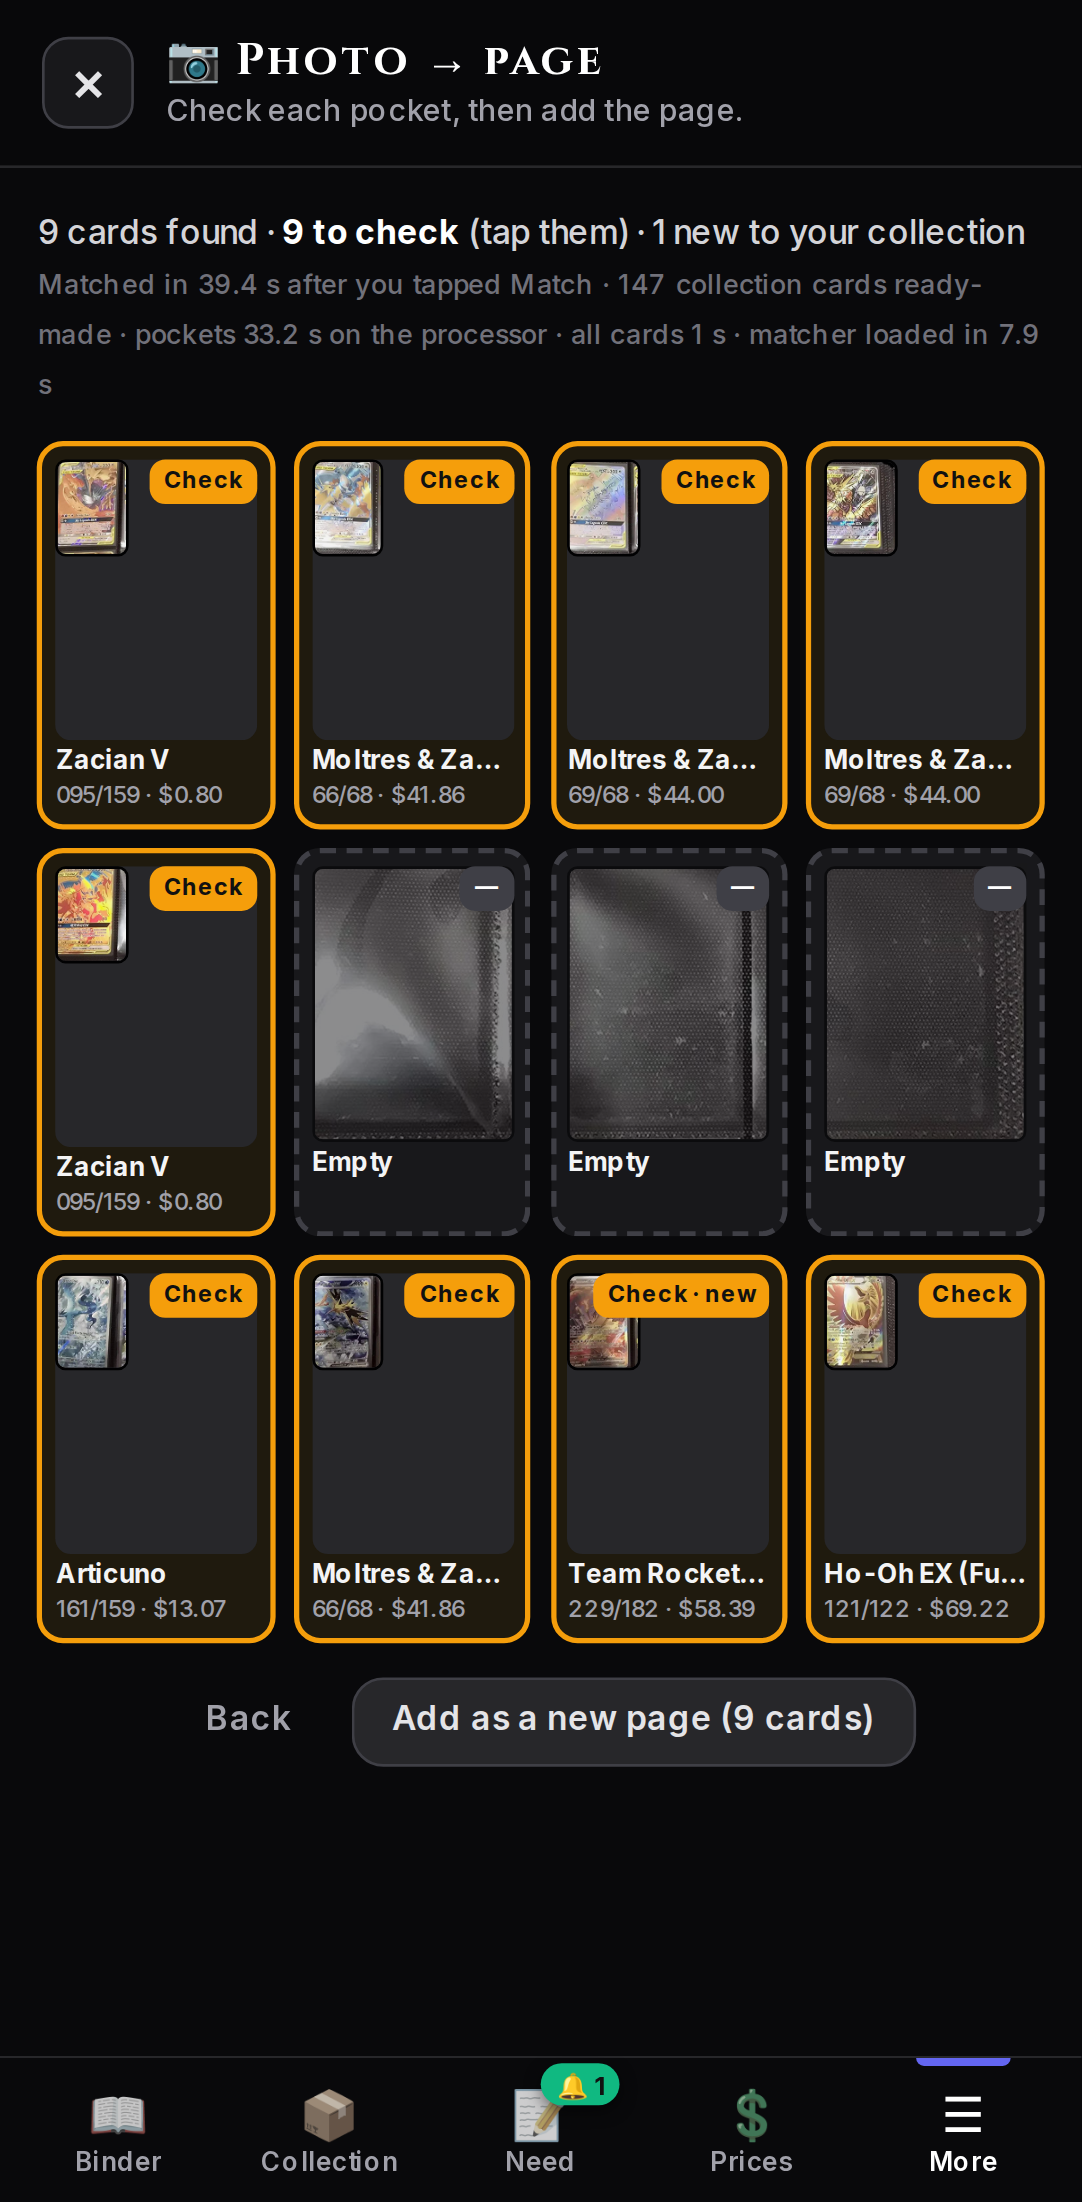 📷 Photo → page
Check each pocket, then add the page.
9 cards found · 9 to check (tap them) · 1 new to your collection
Matched in 39.4 s after you tapped Match · 147 collection cards ready-
made · pockets 33.2 s on the processor · all cards 1 s · matcher loaded in 7.9
s
Check
Check
Check
Check
Zacian V
Moltres & Za...
Moltres & Za...
Moltres & Za...
095/159 · $0.80
66/68 · $41.86
69/68 · $44.00
69/68 · $44.00
Check
—
—
—
Zacian V
Empty
Empty
Empty
095/159 · $0.80
Check
Check
Check · new
Check
Articuno
Moltres & Za...
Team Rocket...
Ho-Oh EX (Fu...
161/159 · $13.07
66/68 · $41.86
229/182 · $58.39
121/122 · $69.22
Back
Add as a new page (9 cards)
🔔 1
Binder
Collection
Need
Prices
More